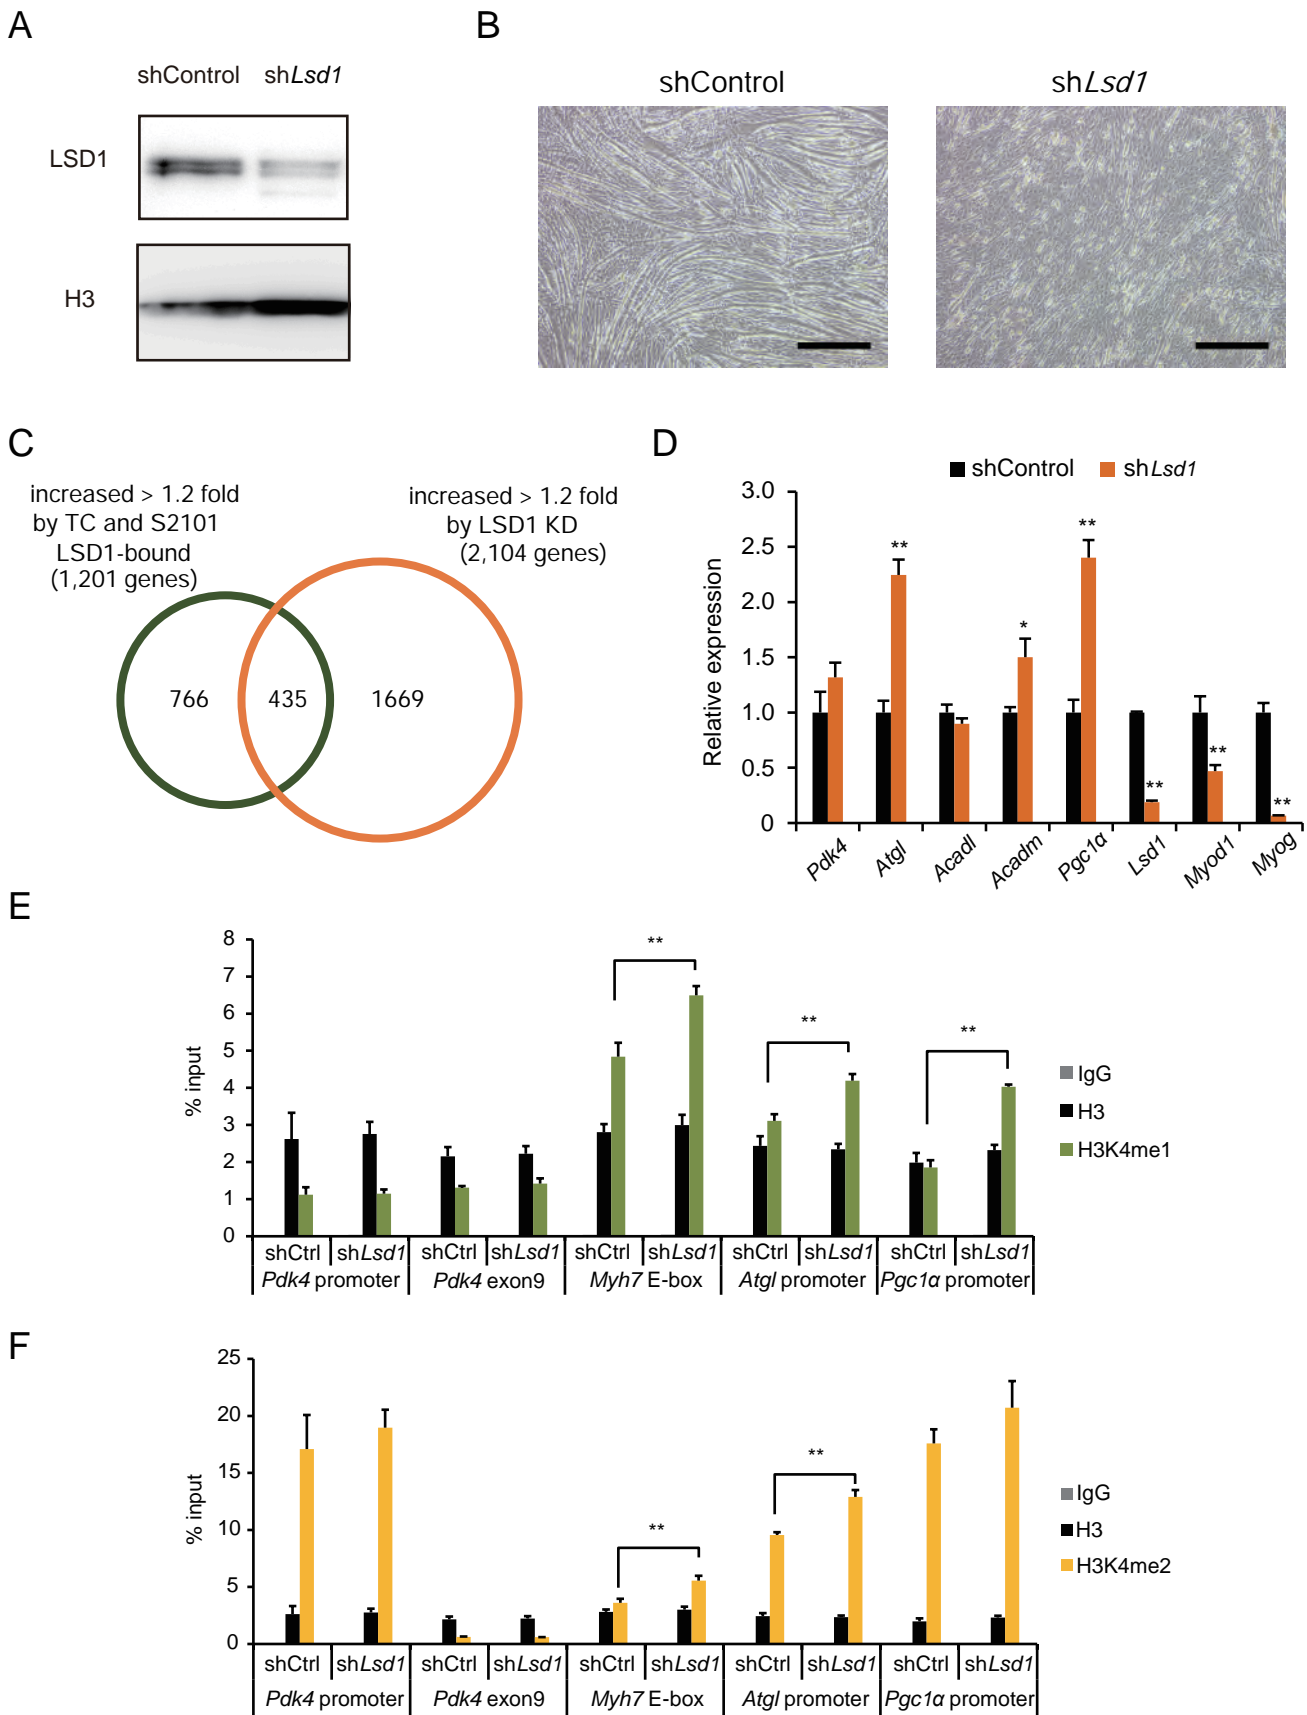 A
shControl shLsd1
LSD1
H3
B
shControl shLsd1
C
increased > 1.2 fold
by TC and S2101
LSD1-bound
(1,201 genes)
increased > 1.2 fold
by LSD1 KD
(2,104 genes)
766 435 1669
D
shControl shLsd1
Relative expression
3.0
2.5
2.0
1.5
1.0
0.5
0
** * ** ** ** **
Pdk4 Atgl Acadl Acadm Pgc1α Lsd1 Myod1 Myog
E
% input
8
7
6
5
4
3
2
1
0
** ** **
IgG
H3
H3K4me1
shCtrl shLsd1 shCtrl shLsd1 shCtrl shLsd1 shCtrl shLsd1 shCtrl shLsd1
Pdk4 promoter Pdk4 exon9 Myh7 E-box Atgl promoter Pgc1α promoter
F
% input
25
20
15
10
5
0
** **
IgG
H3
H3K4me2
shCtrl shLsd1 shCtrl shLsd1 shCtrl shLsd1 shCtrl shLsd1 shCtrl shLsd1
Pdk4 promoter Pdk4 exon9 Myh7 E-box Atgl promoter Pgc1α promoter